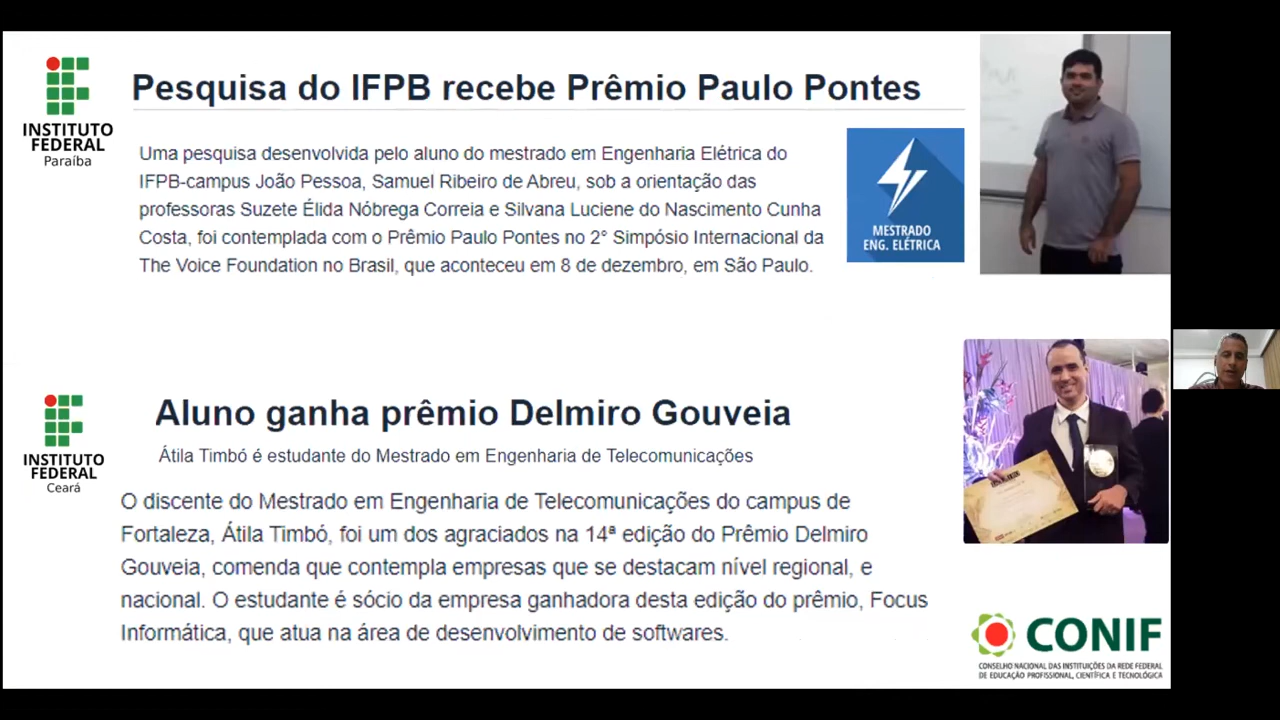 INSTITUTO
FEDERAL
Paraíba
Pesquisa do IFPB recebe Prêmio Paulo Pontes
Uma pesquisa desenvolvida pelo aluno do mestrado em Engenharia Elétrica do
IFPB-campus João Pessoa, Samuel Ribeiro de Abreu, sob a orientação das
professoras Suzete Élida Nóbrega Correia e Silvana Luciene do Nascimento Cunha
Costa, foi contemplada com o Prêmio Paulo Pontes no 2° Simpósio Internacional da
The Voice Foundation no Brasil, que aconteceu em 8 de dezembro, em São Paulo.
MESTRADO
ENG. ELÉTRICA
INSTITUTO
FEDERAL
Ceará
Aluno ganha prêmio Delmiro Gouveia
Átila Timbó é estudante do Mestrado em Engenharia de Telecomunicações
O discente do Mestrado em Engenharia de Telecomunicações do campus de
Fortaleza, Átila Timbó, foi um dos agraciados na 14ª edição do Prêmio Delmiro
Gouveia, comenda que contempla empresas que se destacam nível regional, e
nacional. O estudante é sócio da empresa ganhadora desta edição do prêmio, Focus
Informática, que atua na área de desenvolvimento de softwares.
CONIF
CONSELHO NACIONAL DAS INSTITUIÇÕES DA REDE FEDERAL
DE EDUCAÇÃO PROFISSIONAL, CIENTÍFICA E TECNOLÓGICA